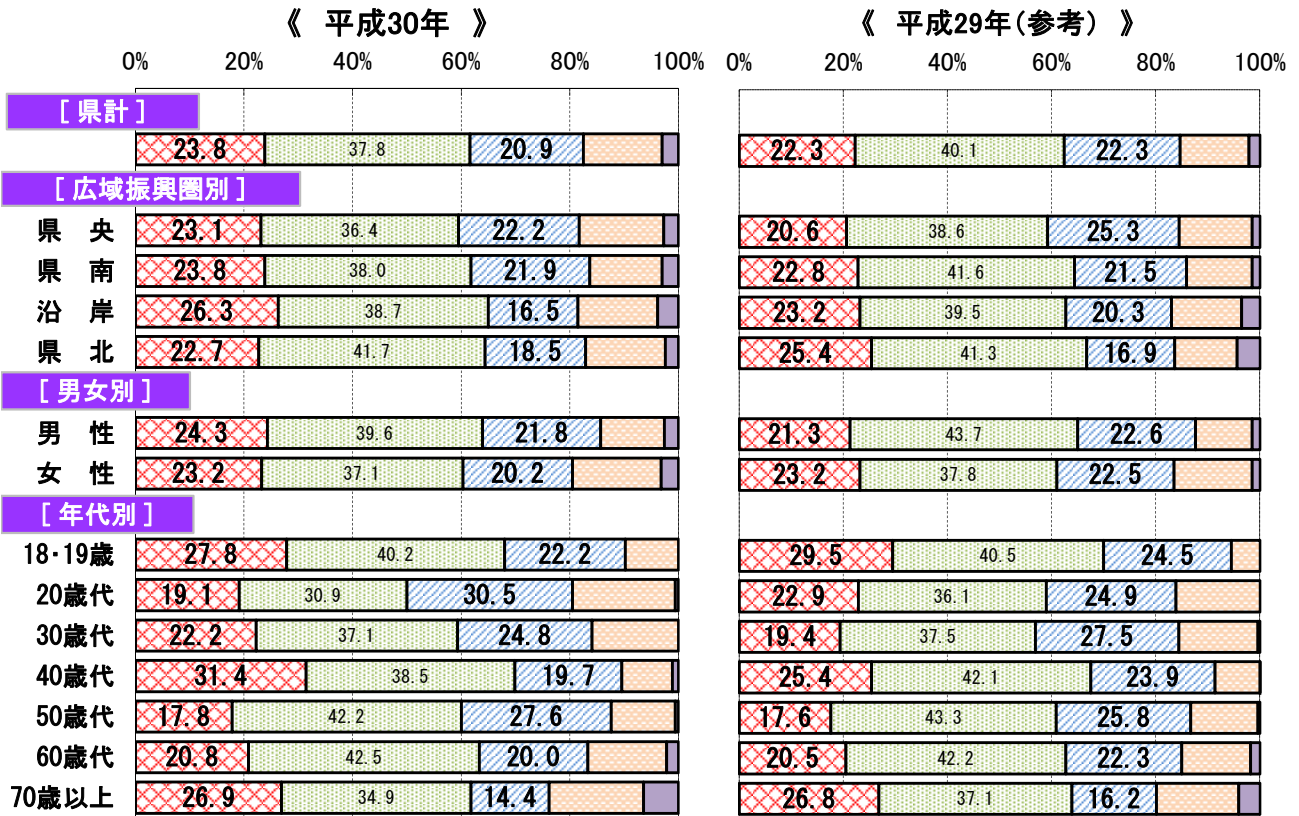 《 平成30年 》 《 平成29年(参考) 》
0% 20% 40% 60% 80% 100% 0% 20% 40% 60% 80% 100%
[ 県計 ]
23.8 37.8 20.9 22.3 40.1 22.3
[ 広域振興圏別 ]
県 央 23.1 36.4 22.2 20.6 38.6 25.3
県 南 23.8 38.0 21.9 22.8 41.6 21.5
沿 岸 26.3 38.7 16.5 23.2 39.5 20.3
県 北 22.7 41.7 18.5 25.4 41.3 16.9
[ 男女別 ]
男 性 24.3 39.6 21.8 21.3 43.7 22.6
女 性 23.2 37.1 20.2 23.2 37.8 22.5
[ 年代別 ]
18・19歳 27.8 40.2 22.2 29.5 40.5 24.5
20歳代 19.1 30.9 30.5 22.9 36.1 24.9
30歳代 22.2 37.1 24.8 19.4 37.5 27.5
40歳代 31.4 38.5 19.7 25.4 42.1 23.9
50歳代 17.8 42.2 27.6 17.6 43.3 25.8
60歳代 20.8 42.5 20.0 20.5 42.2 22.3
70歳以上 26.9 34.9 14.4 26.8 37.1 16.2